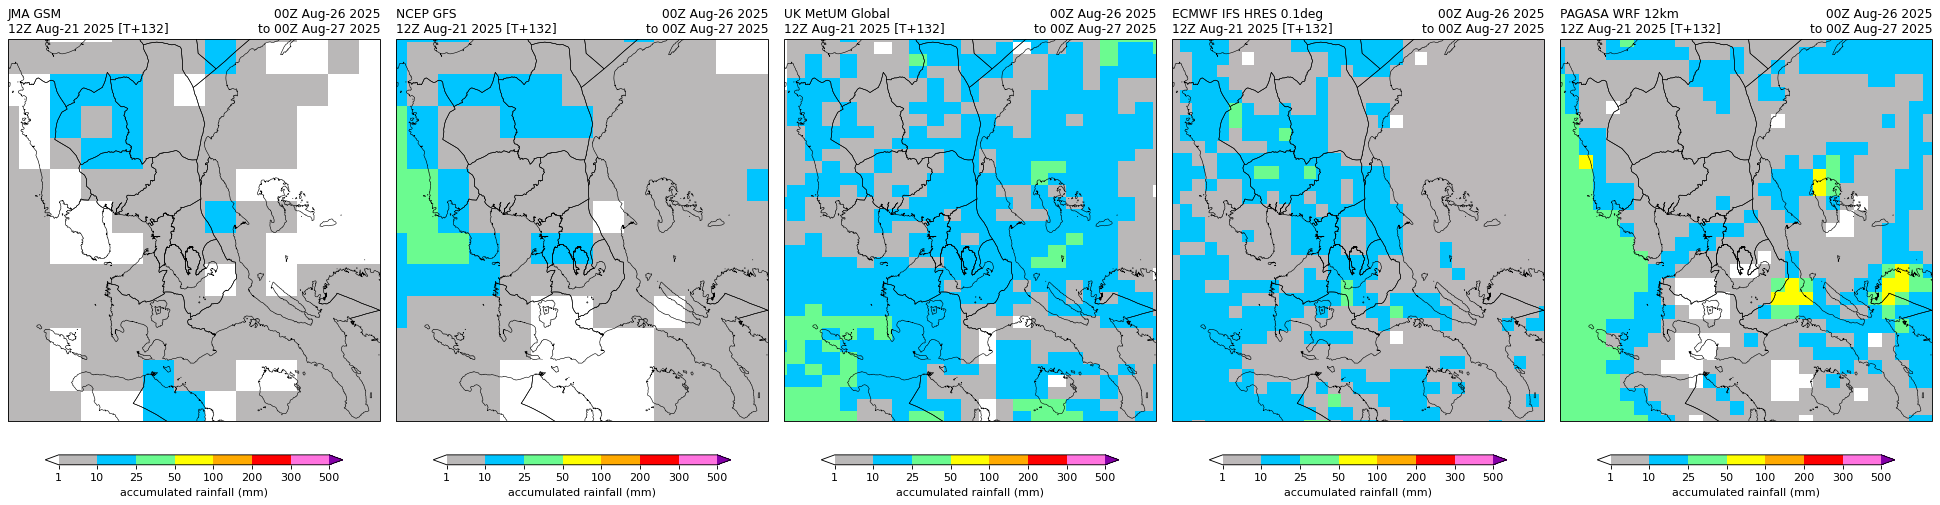 JMA GSM 00Z Aug-26 2025
12Z Aug-21 2025 [T+132] to 00Z Aug-27 2025
NCEP GFS 00Z Aug-26 2025
12Z Aug-21 2025 [T+132] to 00Z Aug-27 2025
UK MetUM Global 00Z Aug-26 2025
12Z Aug-21 2025 [T+132] to 00Z Aug-27 2025
ECMWF IFS HRES 0.1deg 00Z Aug-26 2025
12Z Aug-21 2025 [T+132] to 00Z Aug-27 2025
PAGASA WRF 12km 00Z Aug-26 2025
12Z Aug-21 2025 [T+132] to 00Z Aug-27 2025
1 10 25 50 100 200 300 500
accumulated rainfall (mm)
1 10 25 50 100 200 300 500
accumulated rainfall (mm)
1 10 25 50 100 200 300 500
accumulated rainfall (mm)
1 10 25 50 100 200 300 500
accumulated rainfall (mm)
1 10 25 50 100 200 300 500
accumulated rainfall (mm)